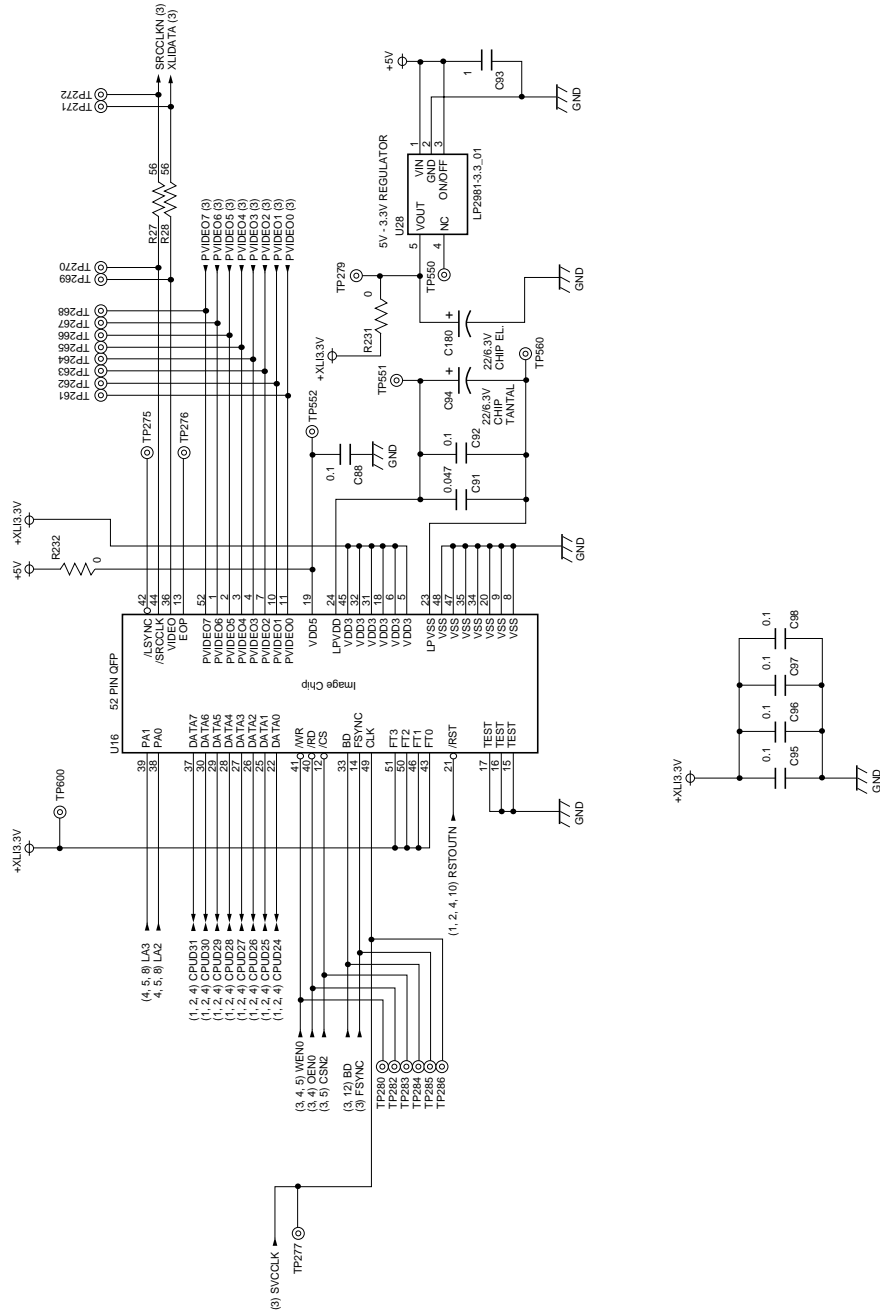 SRCCLKN (3)
XLIDATA (3)
TP272
TP271
R27 56
R28 56
TP270
TP269
TP268
TP267
TP266
TP265
TP264
TP263
TP262
TP261
PVIDEO7 (3)
PVIDEO6 (3)
PVIDEO5 (3)
PVIDEO4 (3)
PVIDEO3 (3)
PVIDEO2 (3)
PVIDEO1 (3)
PVIDEO0 (3)
TP275
TP276
+XLI3.3V
+5V
R232
0
TP552
0.1
C88
GND
5V - 3.3V REGULATOR
U28
VOUT
NC
VIN
GND
ON/OFF
LP2981-3.3_01
5
4
1
2
3
+5V
1
C93
GND
TP279
TP550
R231
0
+XLI3.3V
TP551
C180
22/6.3V
CHIP EL.
GND
C94
22/6.3V
CHIP
TANTAL
TP560
0.1
C92
0.047
C91
GND
52 PIN QFP
U16
Image Chip
42 /LSYNC
44 /SRCCLK
36 VIDEO
13 EOP
52 PVIDEO7
1 PVIDEO6
2 PVIDEO5
3 PVIDEO4
4 PVIDEO3
7 PVIDEO2
10 PVIDEO1
11 PVIDEO0
19 VDD5
24 LPVDD
45 VDD3
32 VDD3
31 VDD3
18 VDD3
6 VDD3
5 VDD3
23 LPVSS
48 VSS
47 VSS
35 VSS
34 VSS
20 VSS
9 VSS
8 VSS
39 PA1
38 PA0
37 DATA7
30 DATA6
29 DATA5
28 DATA4
27 DATA3
26 DATA2
25 DATA1
22 DATA0
41 /WR
40 /RD
12 /CS
33 BD
14 FSYNC
49 CLK
51 FT3
50 FT2
46 FT1
43 FT0
21 /RST
17 TEST
16 TEST
15 TEST
GND
+XLI3.3V
TP600
(4, 5, 8) LA3
4, 5, 8) LA2
(1, 2, 4) CPUD31
(1, 2, 4) CPUD30
(1, 2, 4) CPUD29
(1, 2, 4) CPUD28
(1, 2, 4) CPUD27
(1, 2, 4) CPUD26
(1, 2, 4) CPUD25
(1, 2, 4) CPUD24
(3, 4, 5) WEN0
(3, 4) OEN0
(3, 5) CSN2
(3, 12) BD
(3) FSYNC
(1, 2, 4, 10) RSTOUTN
TP280
TP282
TP283
TP284
TP285
TP286
(3) SVCCLK
TP277
+XLI3.3V
0.1
C95
0.1
C96
0.1
C97
0.1
C98
GND